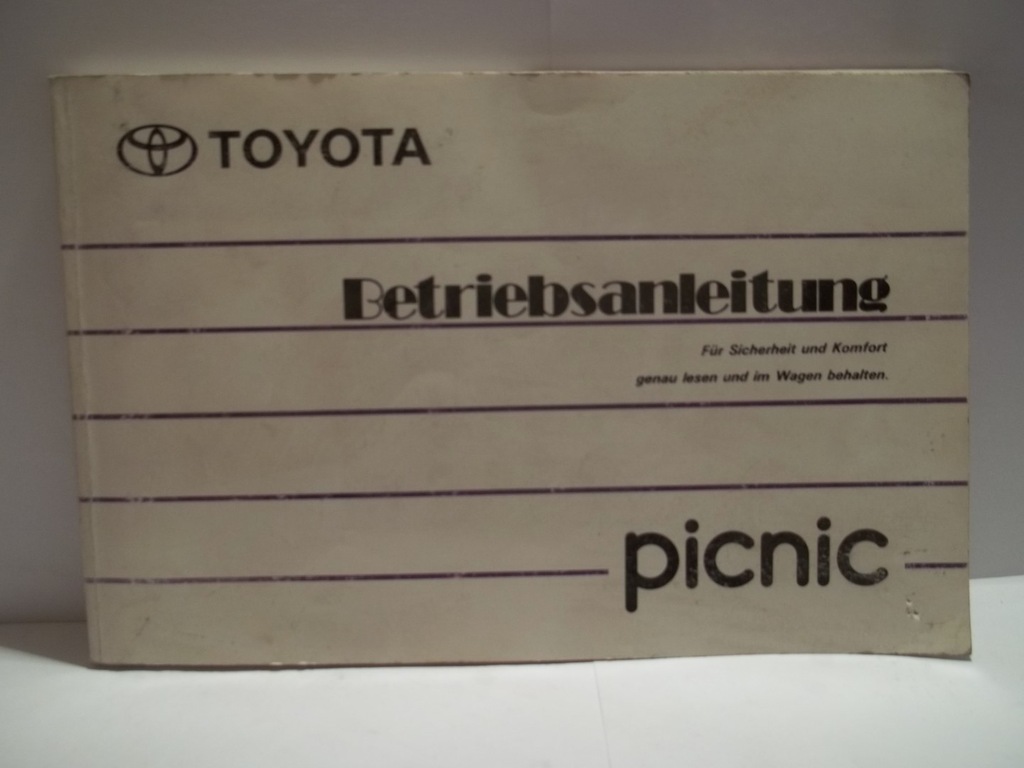 TOYOTA
Betriebsanleitung
Für Sicherheit und Komfort
genau lesen und im Wagen behalten.
picnic